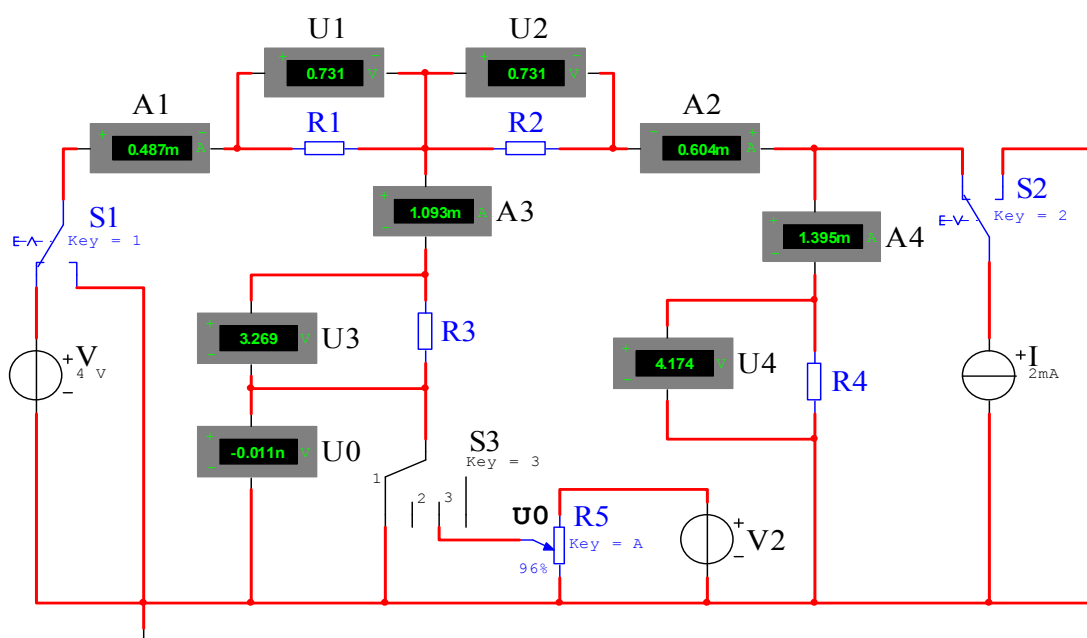 U1
U2
+
−
0.731
V
+
−
0.731
V
A1
R1
R2
A2
+
−
0.487m
A
−
+
0.604m
A
+
−
1.093m
A
A3
S1
Key = 1
S2
Key = 2
+
−
1.395m
A
A4
+
−
3.269
V
U3
R3
+
V
4 V
−
+
−
4.174
V
U4
R4
+
I
2mA
+
−
-0.011n
V
U0
S3
Key = 3
1
2
3
U0
R5
Key = A
96%
+
−
V2